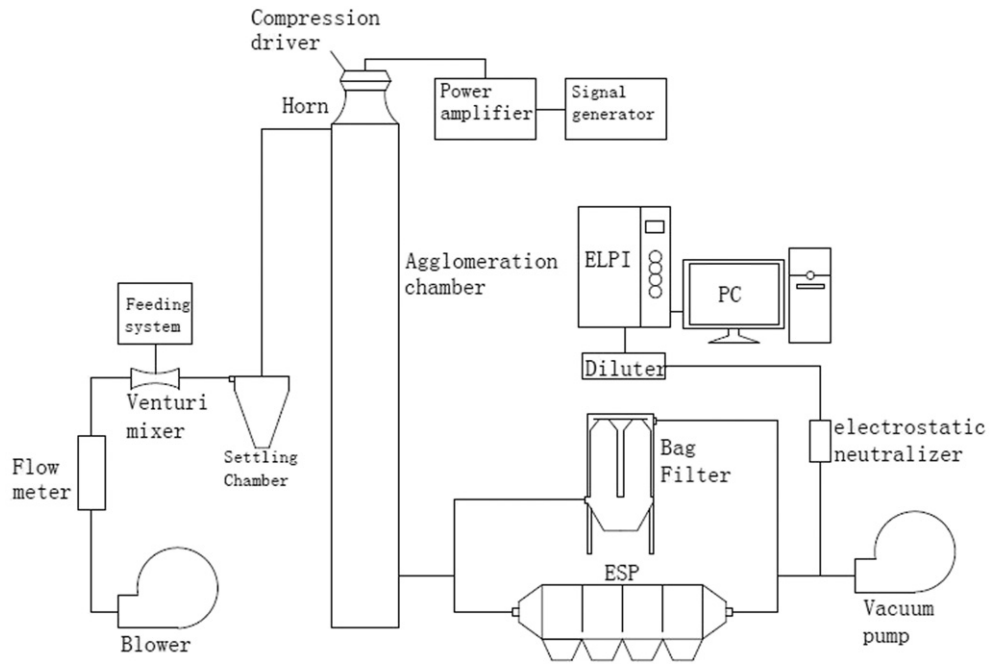 Compression
driver
Horn
Power
amplifier
Signal
generator
Agglomeration
chamber
ELPI
PC
Diluter
Feeding
system
Venturi
mixer
Settling
Chamber
Flow
meter
Blower
Bag
Filter
electrostatic
neutralizer
ESP
Vacuum
pump